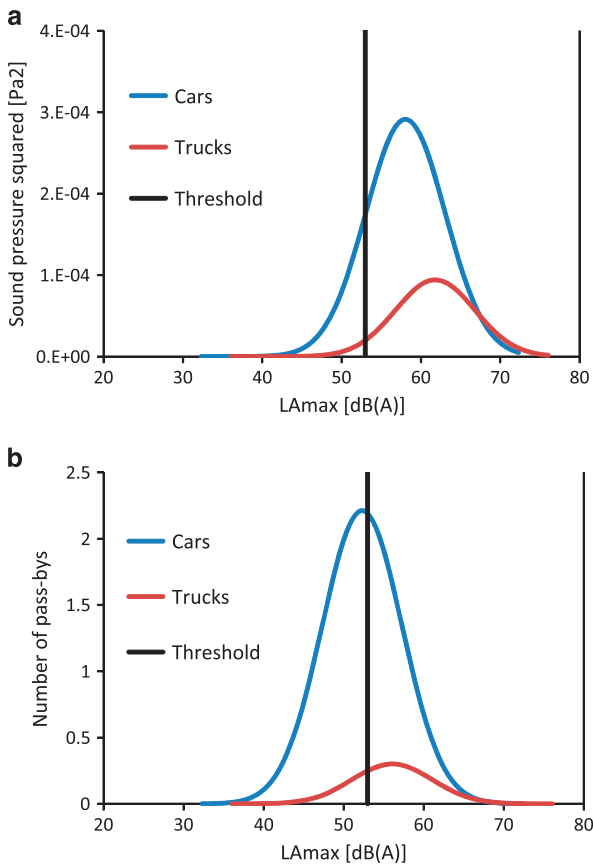 a
Sound pressure squared [Pa2]
4.E-04
3.E-04
2.E-04
1.E-04
0.E+00
Cars
Trucks
Threshold
20 30 40 50 60 70 80
LAmax [dB(A)]
b
Number of pass-bys
2.5
2
1.5
1
0.5
0
Cars
Trucks
Threshold
20 30 40 50 60 70 80
LAmax [dB(A)]